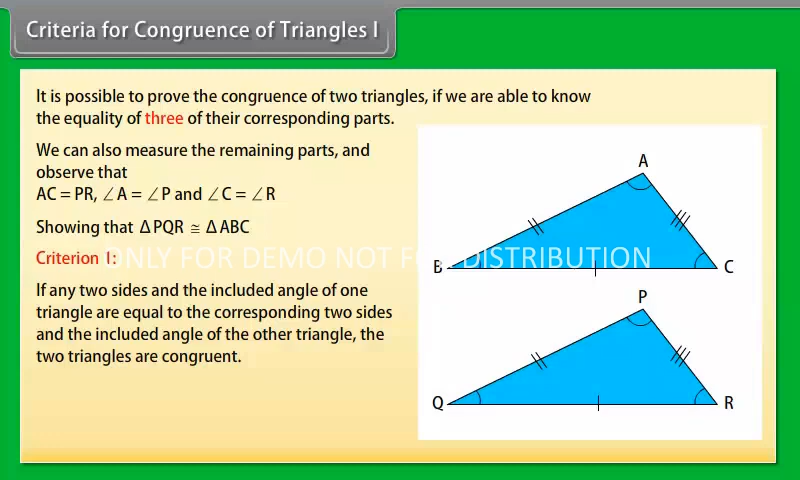 Criteria for Congruence of Triangles I
It is possible to prove the congruence of two triangles, if we are able to know
the equality of three of their corresponding parts.
We can also measure the remaining parts, and
observe that
AC = PR, ∠A = ∠P and ∠C = ∠R
Showing that ΔPQR ≅ ΔABC
Criterion 1:
If any two sides and the included angle of one
triangle are equal to the corresponding two sides
and the included angle of the other triangle, the
two triangles are congruent.
A
B
C
P
Q
R
ONLY FOR DEMO NOT FOR DISTRIBUTION